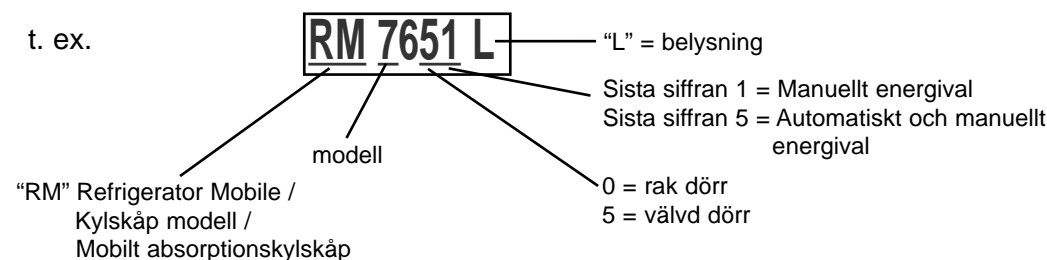 t. ex.
RM 7651 L
“L” = belysning
Sista siffran 1 = Manuellt energival
Sista siffran 5 = Automatiskt och manuellt
energival
modell
0 = rak dörr
5 = välvd dörr
“RM” Refrigerator Mobile /
Kylskåp modell /
Mobilt absorptionskylskåp